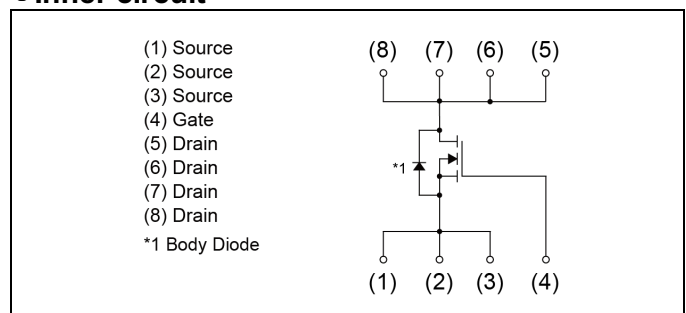 Inner circuit
(1) Source
(2) Source
(3) Source
(4) Gate
(5) Drain
(6) Drain
(7) Drain
(8) Drain
*1 Body Diode
(8) (7) (6) (5)
*1
(1) (2) (3) (4)